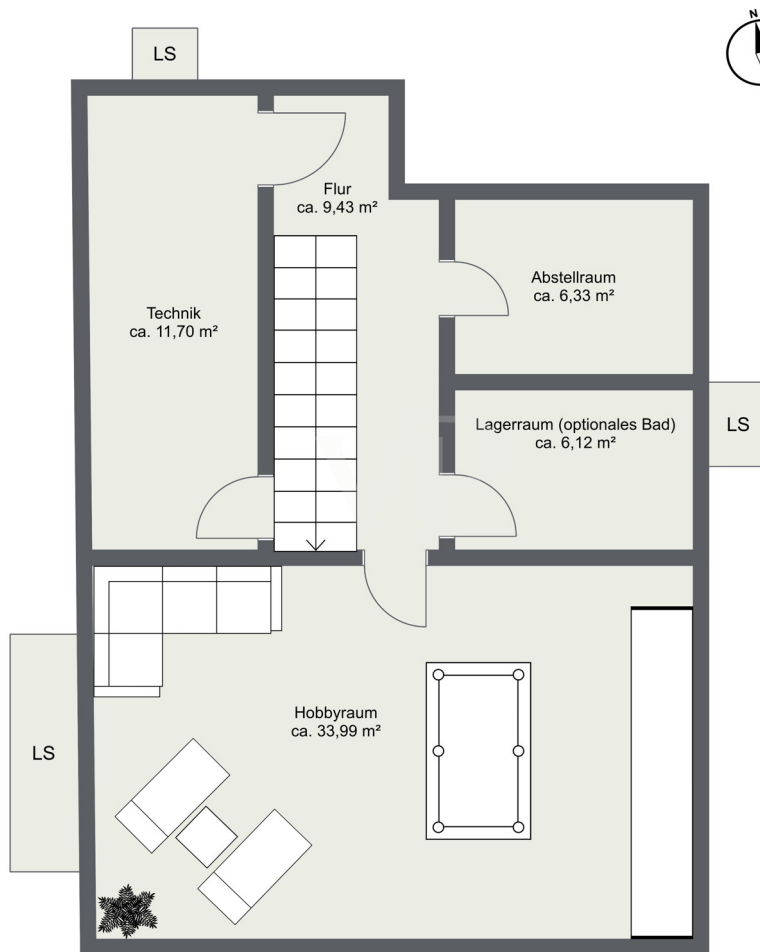 N
LS
Flur
ca. 9,43 m²
Abstellraum
ca. 6,33 m²
Technik
ca. 11,70 m²
Lagerraum (optionales Bad)
ca. 6,12 m²
LS
Hobbyraum
ca. 33,99 m²
LS